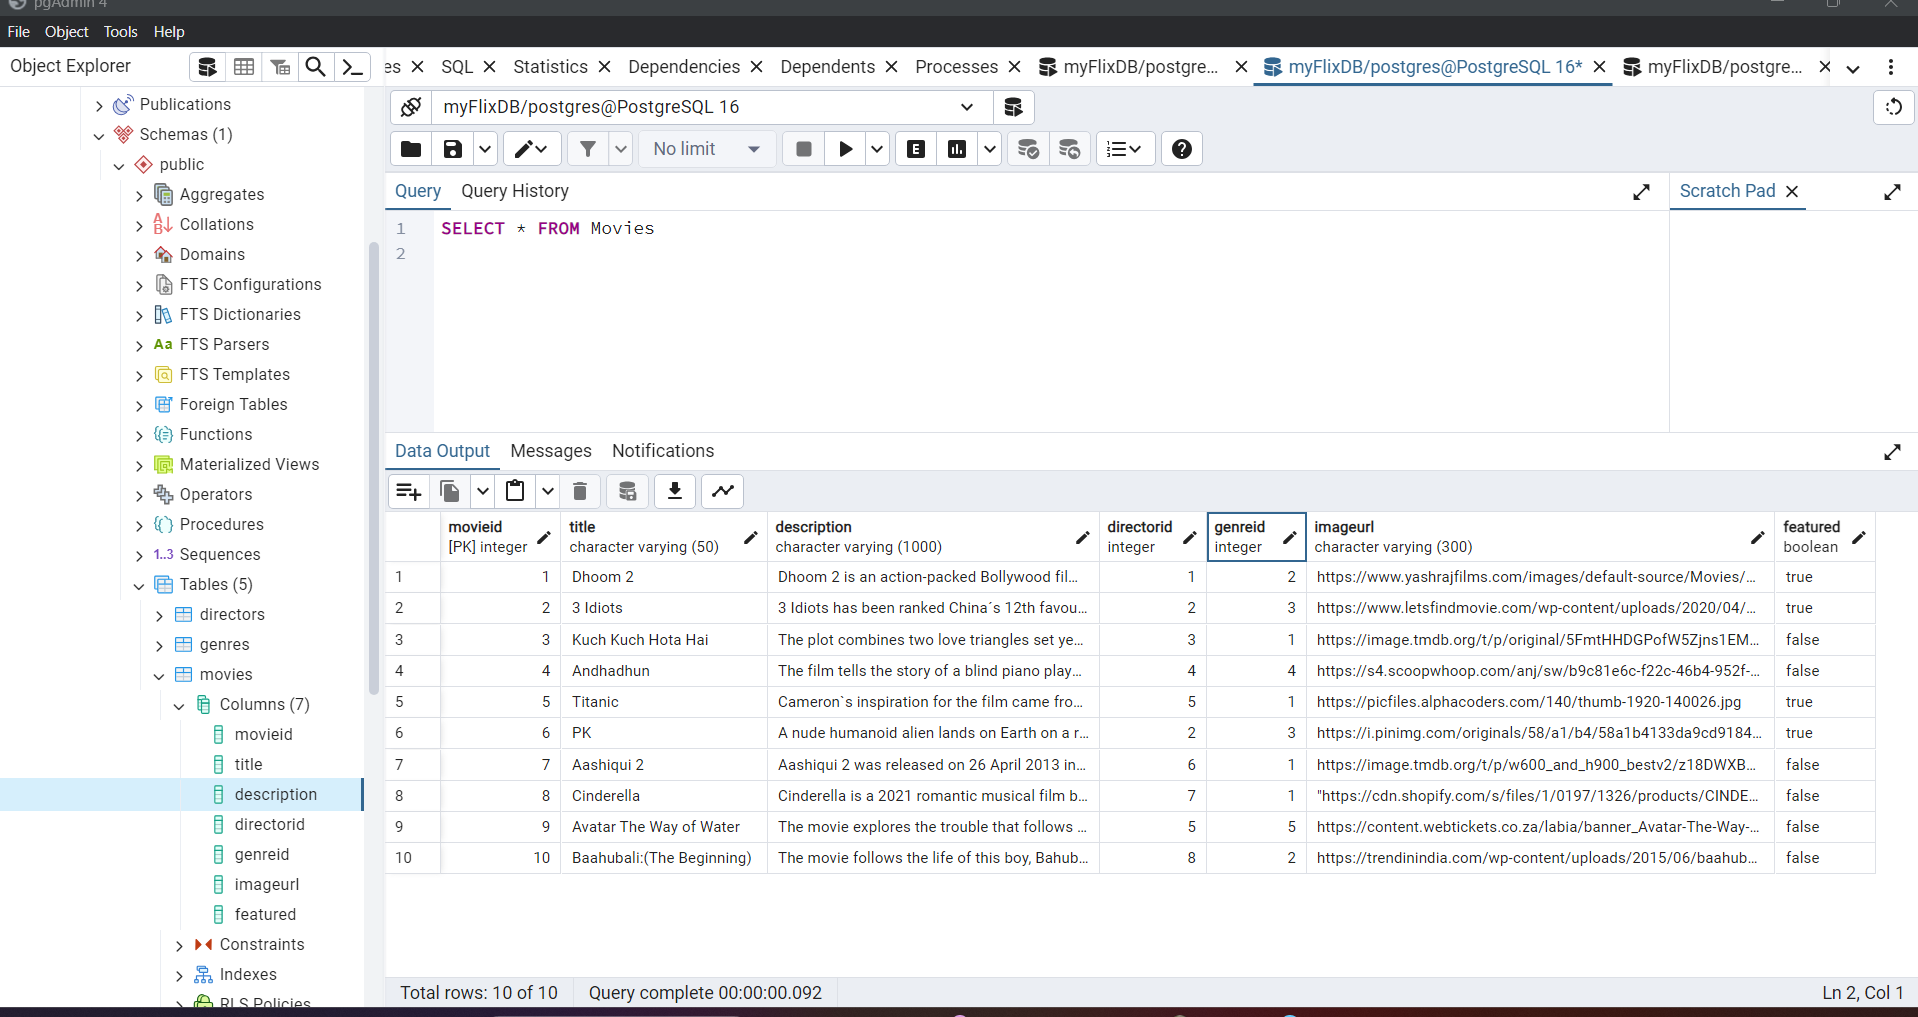 pgAdmin 4
File Object Tools Help
Object Explorer
es SQL Statistics Dependencies Dependents Processes myFlixDB/postgre... myFlixDB/postgres@PostgreSQL 16* myFlixDB/postgre...
Publications
Schemas (1)
public
Aggregates
Collations
Domains
FTS Configurations
FTS Dictionaries
Aa FTS Parsers
FTS Templates
Foreign Tables
Functions
Materialized Views
Operators
Procedures
1..3 Sequences
Tables (5)
directors
genres
movies
Columns (7)
movieid
title
description
directorid
genreid
imageurl
featured
Constraints
Indexes
RLS Policies
myFlixDB/postgres@PostgreSQL 16
No limit E
Query Query History
Scratch Pad
1 SELECT * FROM Movies
2
Data Output Messages Notifications
movieid title description directorid genreid imageurl featured
[PK] integer character varying (50) character varying (1000) integer integer character varying (300) boolean
1 1 Dhoom 2 Dhoom 2 is an action-packed Bollywood fil... 1 2 https://www.yashrajfilms.com/images/default-source/Movies/... true
2 2 3 Idiots 3 Idiots has been ranked China´s 12th favou... 2 3 https://www.letsfindmovie.com/wp-content/uploads/2020/04/... true
3 3 Kuch Kuch Hota Hai The plot combines two love triangles set ye... 3 1 https://image.tmdb.org/t/p/original/5FmtHHDGPofW5Zjns1EM... false
4 4 Andhadhun The film tells the story of a blind piano play... 4 4 https://s4.scoopwhoop.com/anj/sw/b9c81e6c-f22c-46b4-952f-... false
5 5 Titanic Cameron`s inspiration for the film came fro... 5 1 https://picfiles.alphacoders.com/140/thumb-1920-140026.jpg true
6 6 PK A nude humanoid alien lands on Earth on a r... 2 3 https://i.pinimg.com/originals/58/a1/b4/58a1b4133da9cd9184... true
7 7 Aashiqui 2 Aashiqui 2 was released on 26 April 2013 in... 6 1 https://image.tmdb.org/t/p/w600_and_h900_bestv2/z18DWXB... false
8 8 Cinderella Cinderella is a 2021 romantic musical film b... 7 1 "https://cdn.shopify.com/s/files/1/0197/1326/products/CINDE... false
9 9 Avatar The Way of Water The movie explores the trouble that follows ... 5 5 https://content.webtickets.co.za/labia/banner_Avatar-The-Way-... false
10 10 Baahubali:(The Beginning) The movie follows the life of this boy, Bahub... 8 2 https://trendinindia.com/wp-content/uploads/2015/06/baahub... false
Total rows: 10 of 10 Query complete 00:00:00.092 Ln 2, Col 1